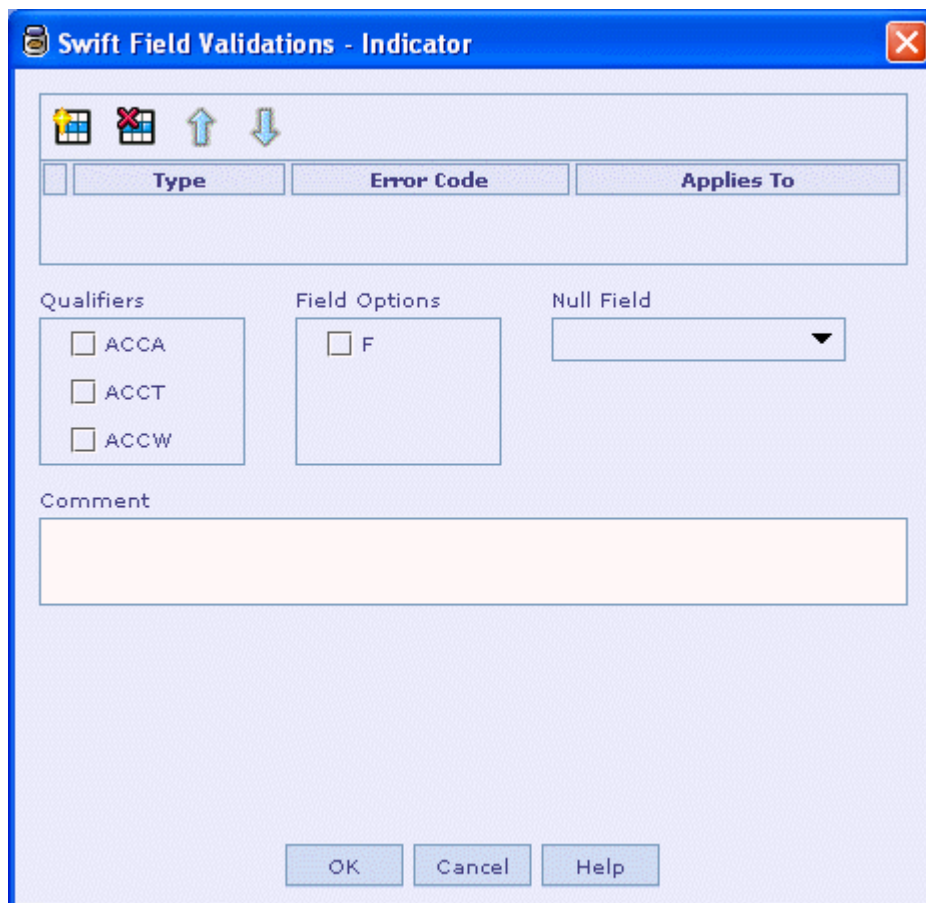 Swift Field Validations - Indicator
Type Error Code Applies To
Qualifiers Field Options Null Field
ACCA F
ACCT
ACCW
Comment
OK Cancel Help